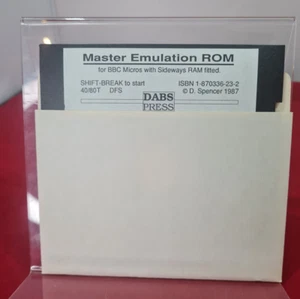 Master Emulation ROM
for BBC Micros with Sideways RAM fitted.
SHIFT-BREAK to start ISBN 1-870336-23-2
40/80T DFS © D. Spencer 1987
DABS
PRESS